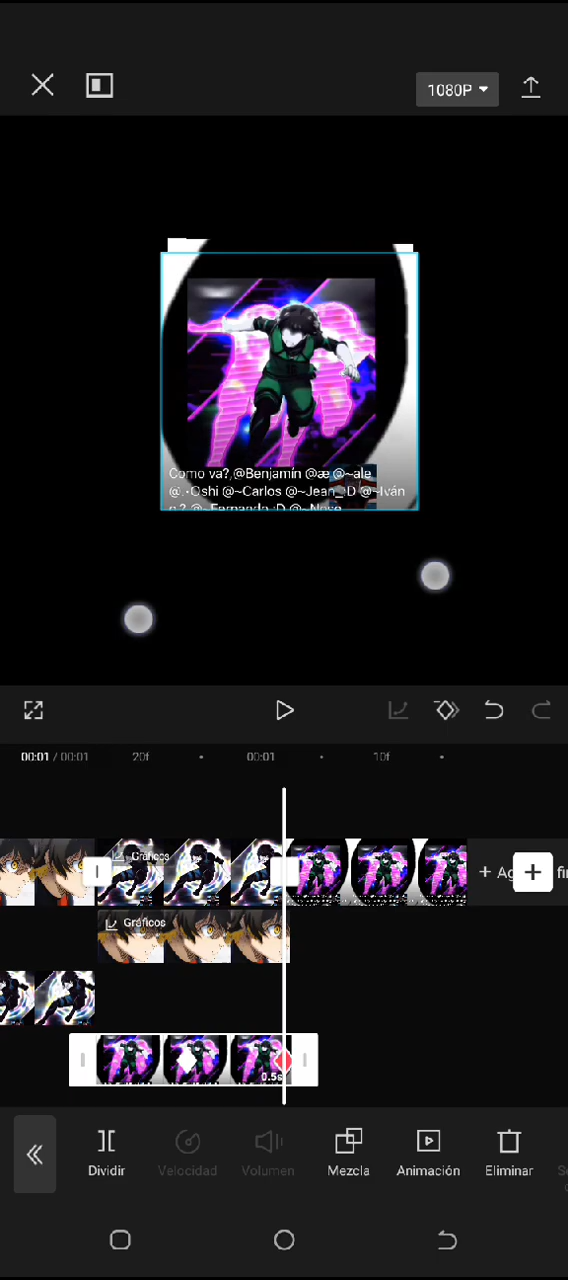 1080P
Como va?,@Benjamín @æ @~ale
@.·Oshi @~Carlos @~Jean_:D @~Iván
00:01 / 00:01
20f
00:01
10f
Gráficos
Gráficos
0.5s
Dividir
Velocidad
Volumen
Mezcla
Animación
Eliminar